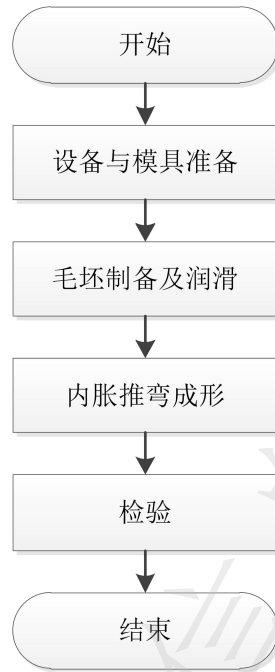 开始
设备与模具准备
毛坯制备及润滑
内胀推弯成形
检验
结束